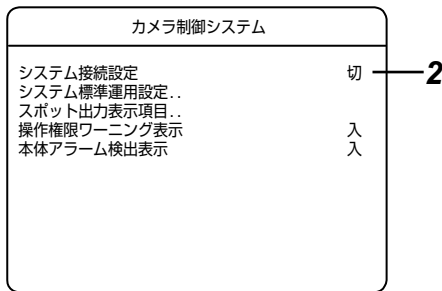 カメラ制御システム
システム接続設定 切 2
システム標準運用設定..
スポット出力表示項目..
操作権限ワーニング表示 入
本体アラーム検出表示 入